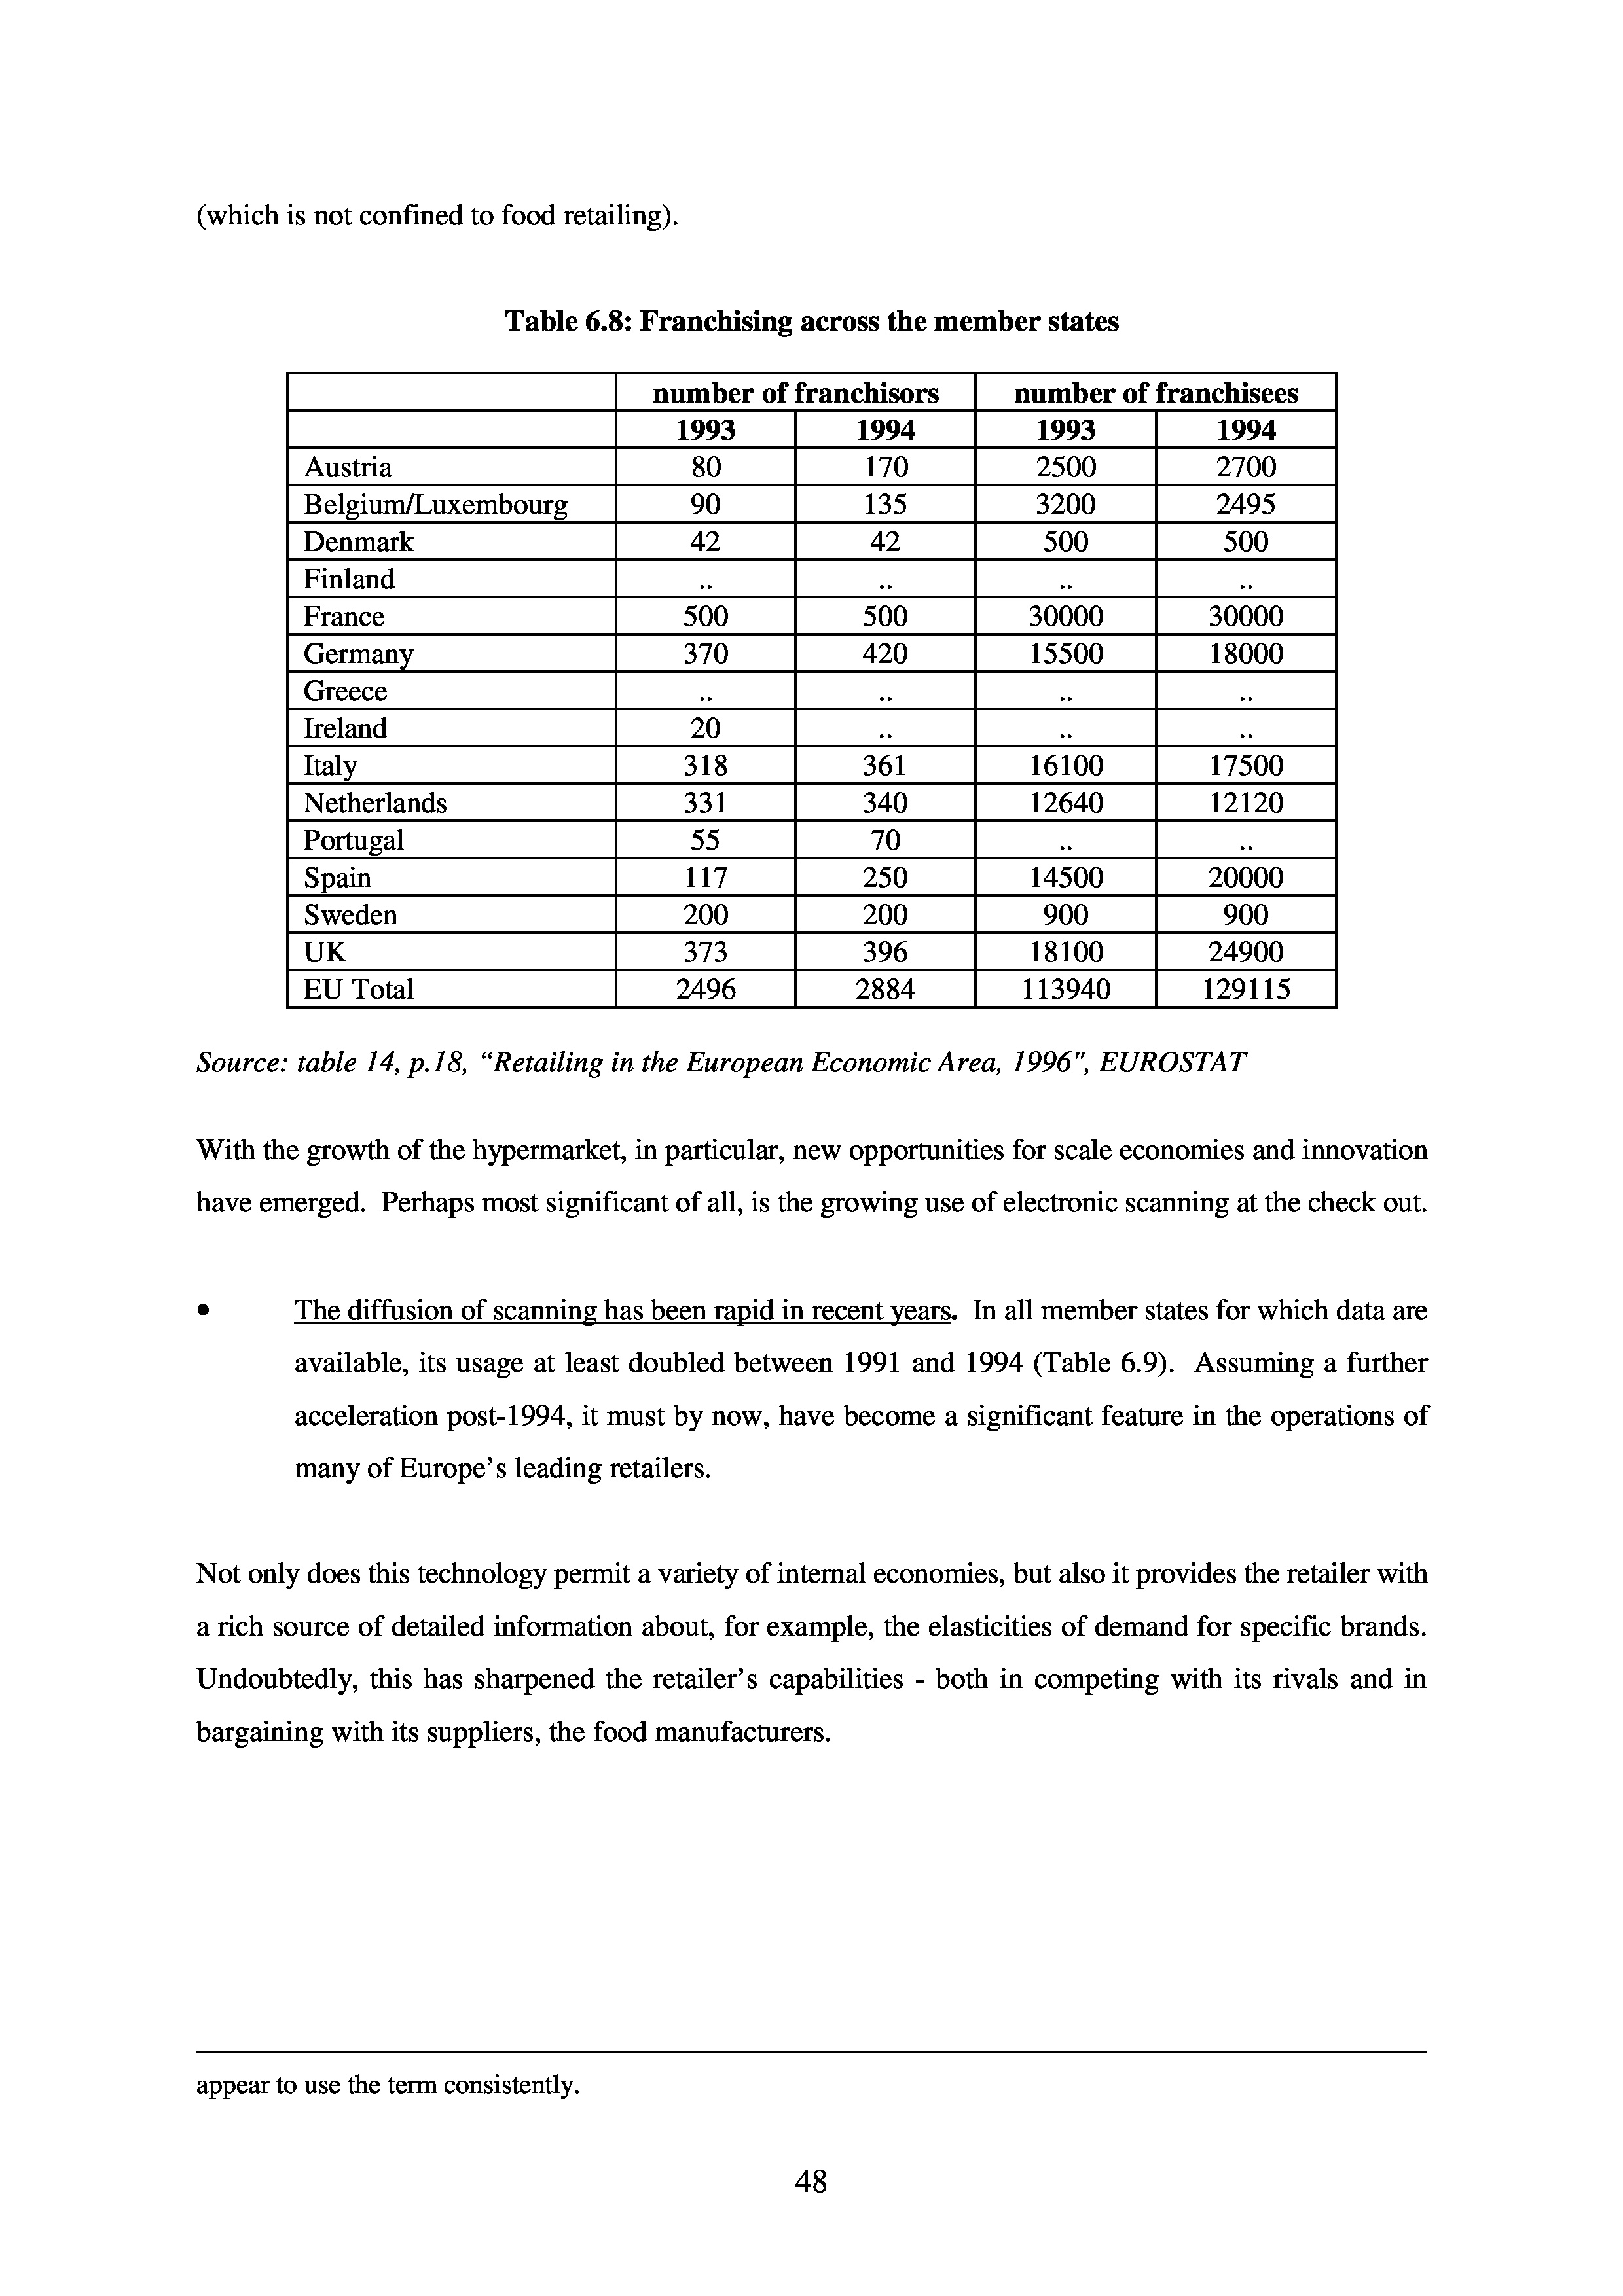 (which is not confined to food retailing).
Table 6.8: Franchising across the member states
number of franchisors number of franchisees
1993 1994 1993 1994
Austria 80 170 2500 2700
Belgium/Luxembourg 90 135 3200 2495
Denmark 42 42 500 500
Finland .. .. .. ..
France 500 500 30000 30000
Germany 370 420 15500 18000
Greece .. .. .. ..
Ireland 20 .. .. ..
Italy 318 361 16100 17500
Netherlands 331 340 12640 12120
Portugal 55 70 .. ..
Spain 117 250 14500 20000
Sweden 200 200 900 900
UK 373 396 18100 24900
EU Total 2496 2884 113940 129115
Source: table 14, p.18, “Retailing in the European Economic Area, 1996", EUROSTAT
With the growth of the hypermarket, in particular, new opportunities for scale economies and innovation
have emerged. Perhaps most significant of all, is the growing use of electronic scanning at the check out.
• The diffusion of scanning has been rapid in recent years. In all member states for which data are
available, its usage at least doubled between 1991 and 1994 (Table 6.9). Assuming a further
acceleration post-1994, it must by now, have become a significant feature in the operations of
many of Europe’s leading retailers.
Not only does this technology permit a variety of internal economies, but also it provides the retailer with
a rich source of detailed information about, for example, the elasticities of demand for specific brands.
Undoubtedly, this has sharpened the retailer’s capabilities - both in competing with its rivals and in
bargaining with its suppliers, the food manufacturers.
appear to use the term consistently.
48